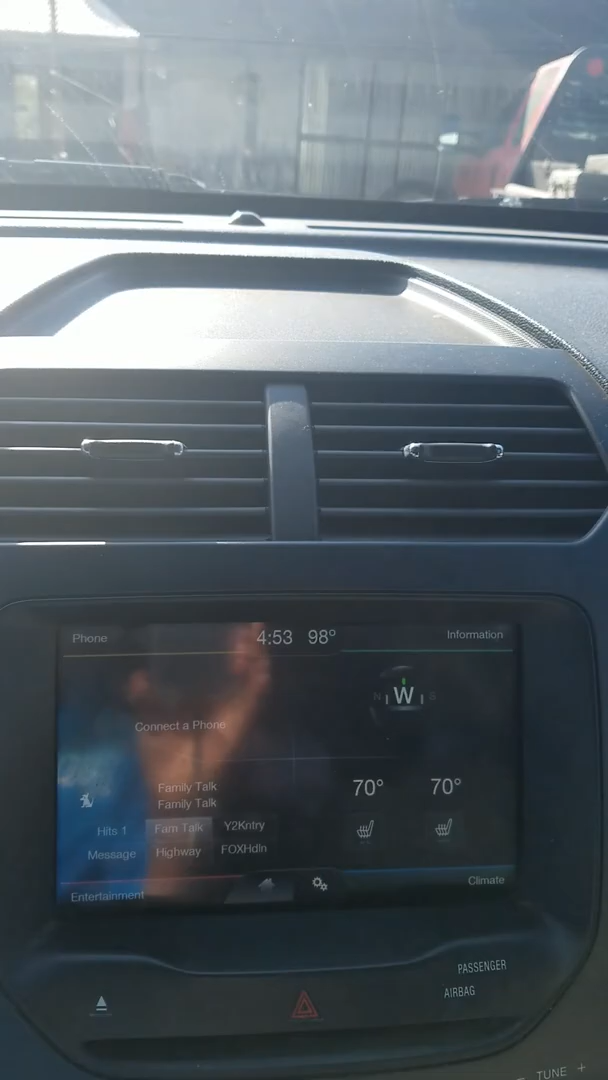 Phone 4:53 98° Information
N W S
Connect a Phone
Family Talk 70° 70°
Family Talk
Hits 1 Fam Talk Y2Kntry
Message Highway FOXHdln
Entertainment Climate
PASSENGER
AIRBAG
- TUNE +